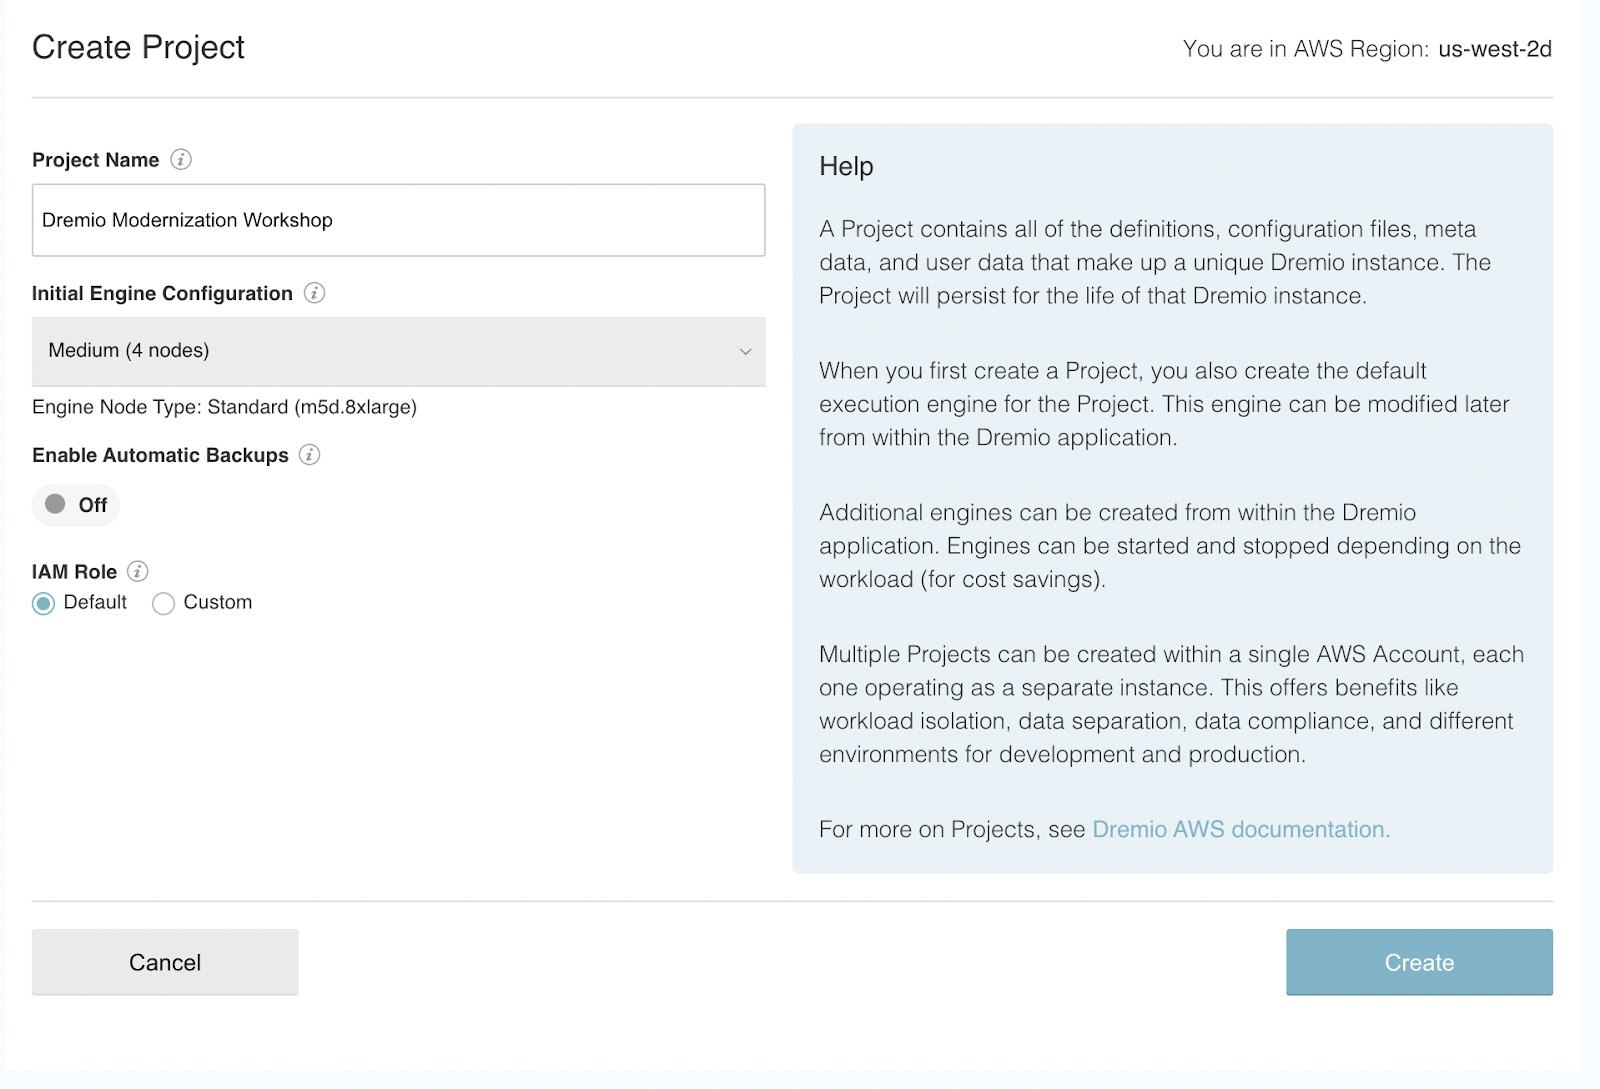 Create Project
You are in AWS Region: us-west-2d
Project Name
Dremio Modernization Workshop
Initial Engine Configuration
Medium (4 nodes)
Engine Node Type: Standard (m5d.8xlarge)
Enable Automatic Backups
Off
IAM Role
Default
Custom
Help
A Project contains all of the definitions, configuration files, meta
data, and user data that make up a unique Dremio instance. The
Project will persist for the life of that Dremio instance.
When you first create a Project, you also create the default
execution engine for the Project. This engine can be modified later
from within the Dremio application.
Additional engines can be created from within the Dremio
application. Engines can be started and stopped depending on the
workload (for cost savings).
Multiple Projects can be created within a single AWS Account, each
one operating as a separate instance. This offers benefits like
workload isolation, data separation, data compliance, and different
environments for development and production.
For more on Projects, see Dremio AWS documentation.
Cancel
Create